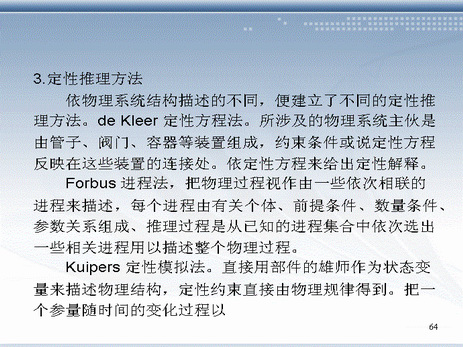 3.定性推理方法
依物理系统结构描述的不同，便建立了不同的定性推
理方法。de Kleer 定性方程法。所涉及的物理系统主伙是
由管子、阀门、容器等装置组成，约束条件或说定性方程
反映在这些装置的连接处。依定性方程来给出定性解释。
Forbus 进程法，把物理过程视作由一些依次相联的
进程来描述，每个进程由有关个体、前提条件、数量条件、
参数关系组成、推理过程是从已知的进程集合中依次选出
一些相关进程用以描述整个物理过程。
Kuipers 定性模拟法。直接用部件的雄师作为状态变
量来描述物理结构，定性约束直接由物理规律得到。把一
个参量随时间的变化过程以
64